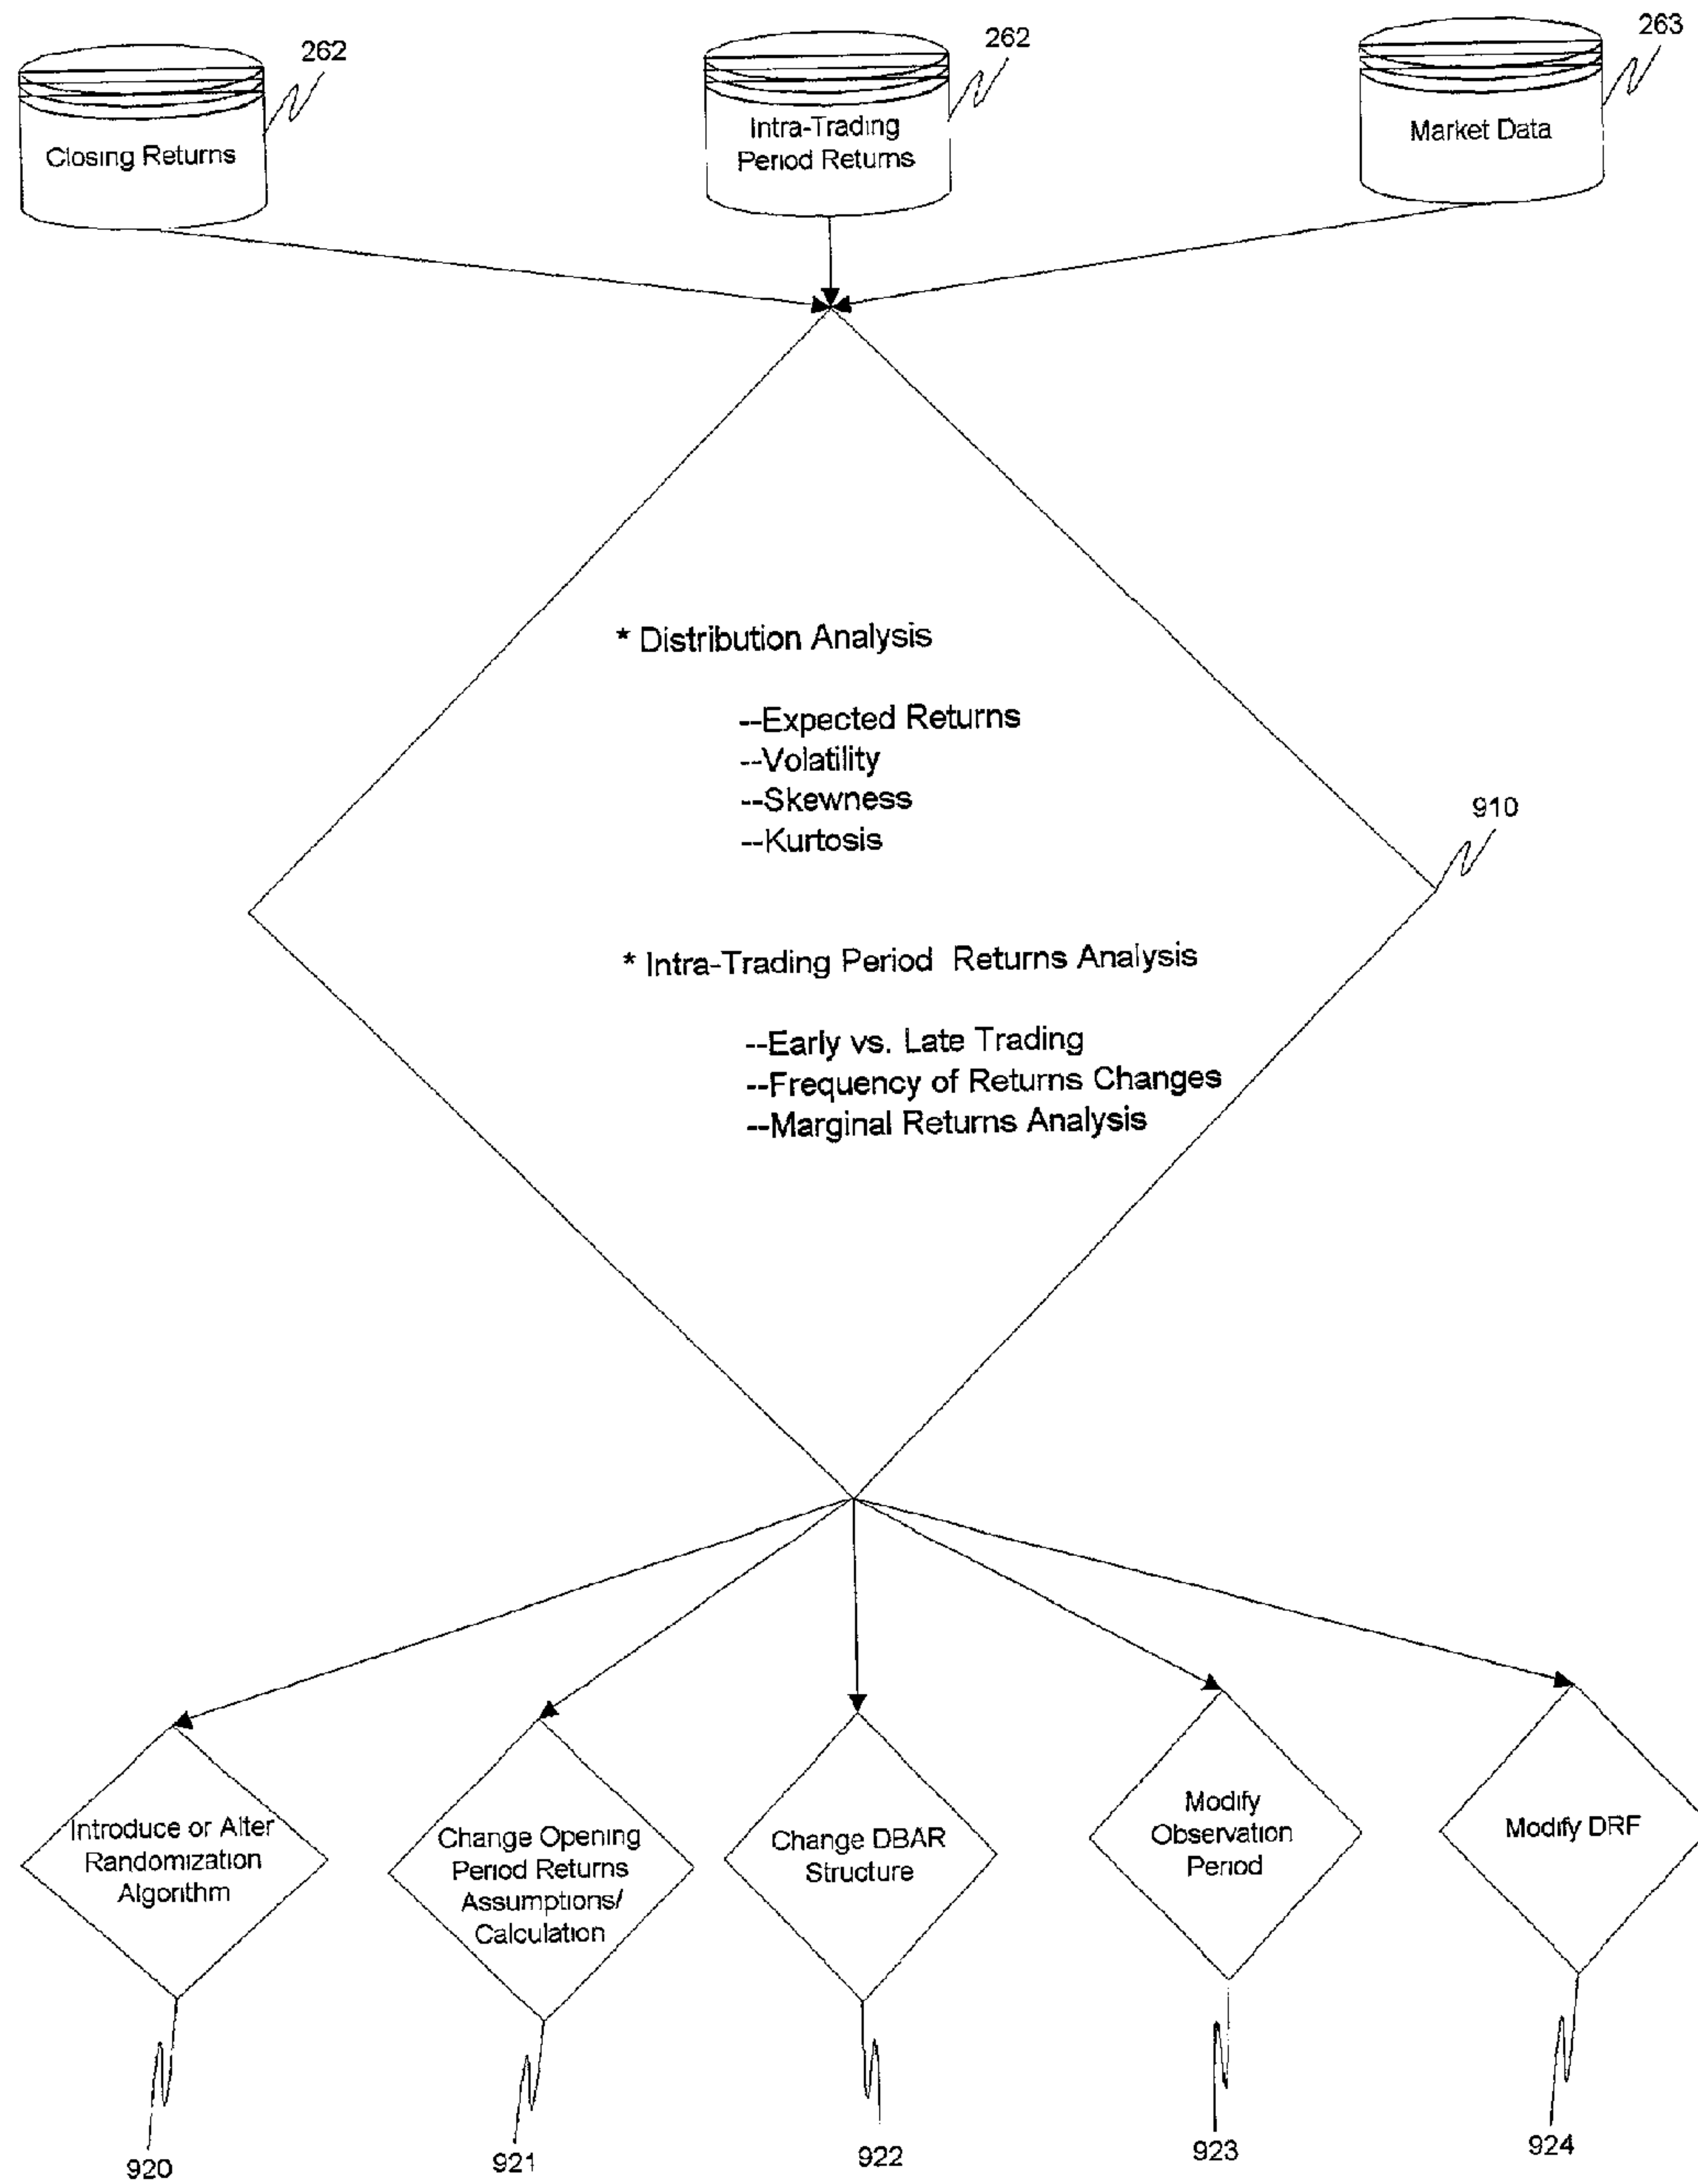 262
262
263
Closing Returns
Intra-Trading
Period Returns
Market Data
* Distribution Analysis
--Expected Returns
--Volatility
--Skewness
--Kurtosis
910
* Intra-Trading Period Returns Analysis
--Early vs. Late Trading
--Frequency of Returns Changes
--Marginal Returns Analysis
Introduce or Alter
Randomization
Algorithm
Change Opening
Period Returns
Assumptions/
Calculation
Change DBAR
Structure
Modify
Observation
Period
Modify DRF
920
921
922
923
924